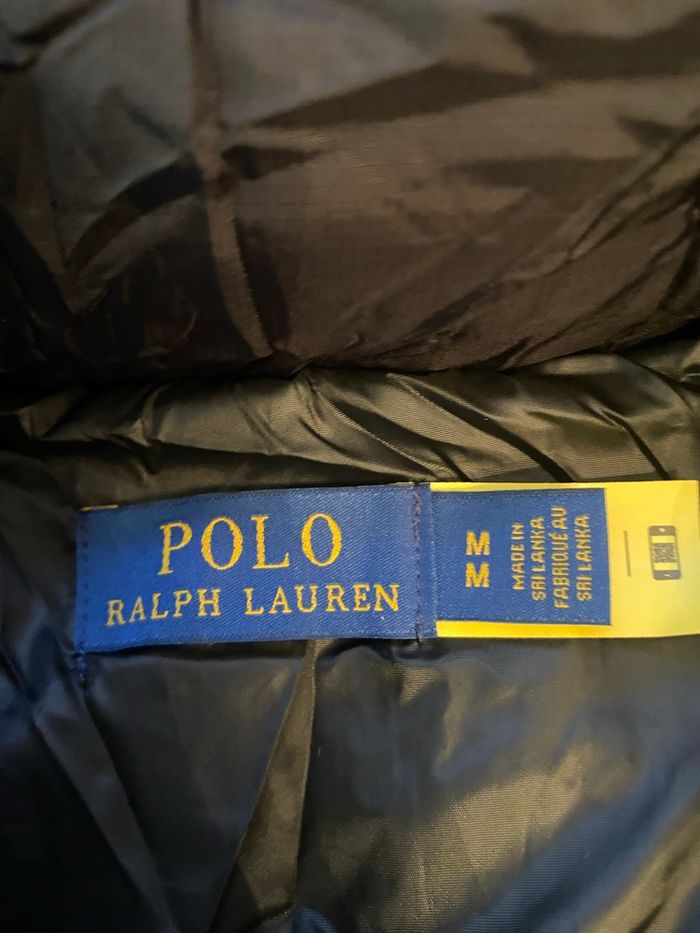 POLO
RALPH LAUREN
M
M
MADE IN
SRI LANKA
FABRIQUÉ AU
SRI LANKA